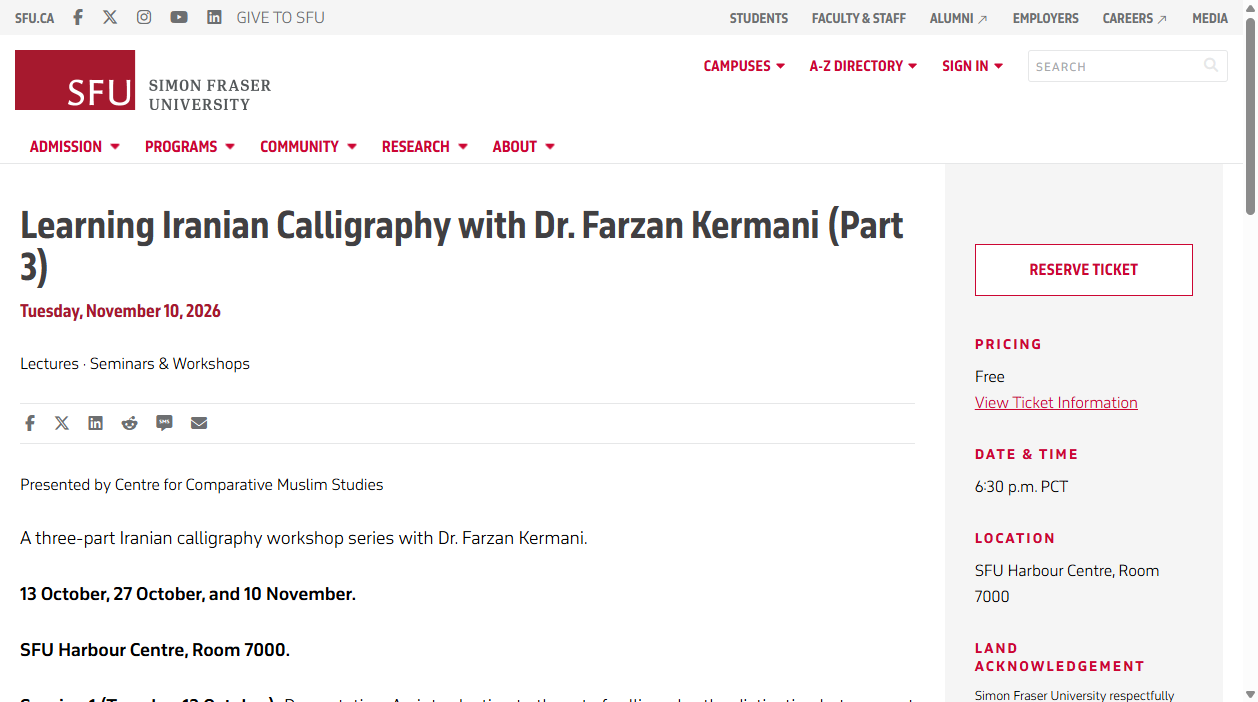 SFU.CA GIVE TO SFU STUDENTS FACULTY & STAFF ALUMNI EMPLOYERS CAREERS MEDIA
SFU SIMON FRASER
UNIVERSITY
CAMPUSES A-Z DIRECTORY SIGN IN SEARCH
ADMISSION PROGRAMS COMMUNITY RESEARCH ABOUT
Learning Iranian Calligraphy with Dr. Farzan Kermani (Part
3)
Tuesday, November 10, 2026
Lectures · Seminars & Workshops
SMS
Presented by Centre for Comparative Muslim Studies
A three-part Iranian calligraphy workshop series with Dr. Farzan Kermani.
13 October, 27 October, and 10 November.
SFU Harbour Centre, Room 7000.
RESERVE TICKET
PRICING
Free
View Ticket Information
DATE & TIME
6:30 p.m. PCT
LOCATION
SFU Harbour Centre, Room
7000
LAND
ACKNOWLEDGEMENT
Simon Fraser University respectfully